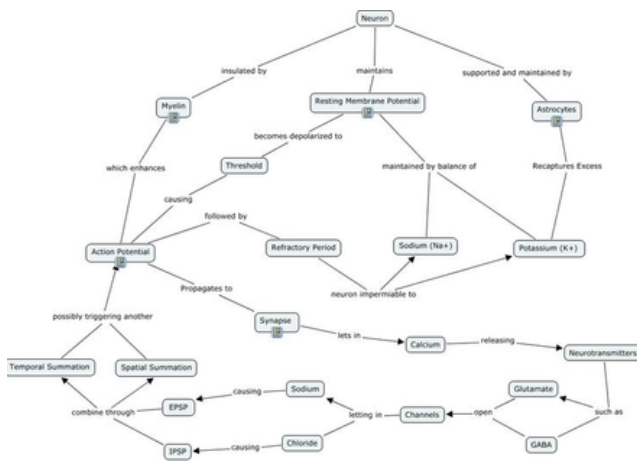 Neuron
insulated by
maintains
supported and maintained by
Myelin
Resting Membrane Potential
Astrocytes
becomes depolarized to
which enhances
Threshold
maintained by balance of
Recaptures Excess
causing
followed by
Action Potential
Refractory Period
Sodium (Na+)
Potassium (K+)
Propagates to
neuron impermiable to
possibly triggering another
Synapse
lets in
Calcium
releasing
Neurotransmitters
Temporal Summation
Spatial Summation
causing
Sodium
Glutamate
EPSP
combine through
letting in
Channels
open
such as
Chloride
GABA
IPSP
causing